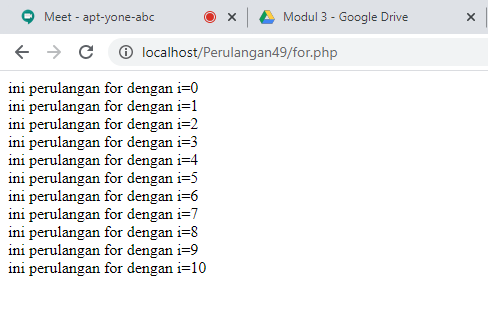 Meet - apt-yone-abc
Modul 3 - Google Drive
localhost/Perulangan49/for.php
ini perulangan for dengan i=0
ini perulangan for dengan i=1
ini perulangan for dengan i=2
ini perulangan for dengan i=3
ini perulangan for dengan i=4
ini perulangan for dengan i=5
ini perulangan for dengan i=6
ini perulangan for dengan i=7
ini perulangan for dengan i=8
ini perulangan for dengan i=9
ini perulangan for dengan i=10